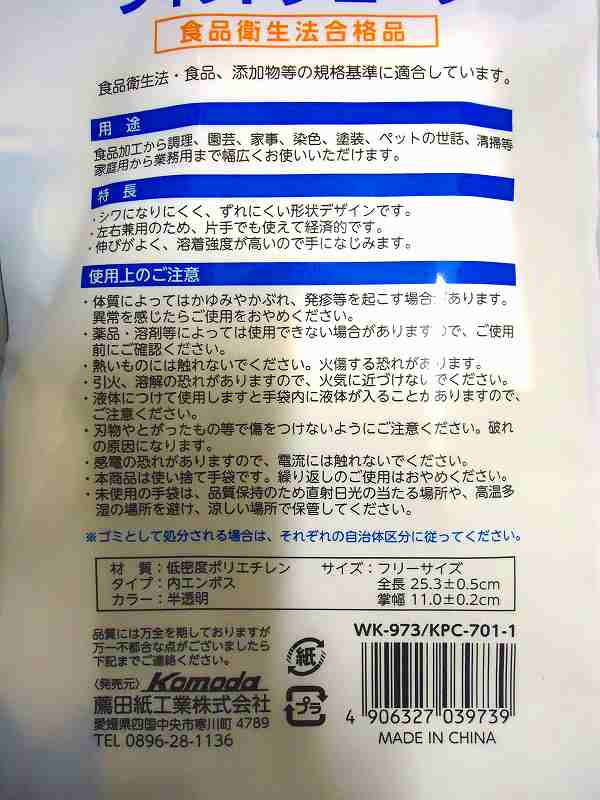 食品衛生法合格品
食品衛生法・食品、添加物等の規格基準に適合しています。
用 途
食品加工から調理、園芸、家事、染色、塗装、ペットの世話、清掃等
家庭用から業務用まで幅広くお使いいただけます。
特 長
・シワになりにくく、ずれにくい形状デザインです。
・左右兼用のため、片手でも使えて経済的です。
・伸びがよく、溶着強度が高いので手になじみます。
使用上のご注意
・体質によってはかゆみやかぶれ、発疹等を起こす場合があります。
異常を感じたらご使用をおやめください。
・薬品・溶剤等によっては使用できない場合がありますので、ご使用
前にご確認ください。
・熱いものには触れないでください。火傷する恐れがあります。
・引火、溶解の恐れがありますので、火気に近づけないでください。
・液体につけて使用しますと手袋内に液体が入ることがありますので、
ご注意ください。
・刃物やとがったもの等で傷をつけないようにご注意ください。破れ
の原因になります。
・感電の恐れがありますので、電流には触れないでください。
・本商品は使い捨て手袋です。繰り返しのご使用はおやめください。
・未使用の手袋は、品質保持のため直射日光の当たる場所や、高温多
湿の場所を避け、涼しい場所で保管してください。
※ゴミとして処分される場合は、それぞれの自治体区分に従ってください。
材 質：低密度ポリエチレン サイズ：フリーサイズ
タイプ：内エンボス 全長 25.3±0.5cm
カラー：半透明 掌幅 11.0±0.2cm
品質には万全を期しておりますが
万一不都合な点がございましたら
下記までご連絡ください。
〈発売元〉Komoda
薦田紙工業株式会社
愛媛県四国中央市寒川町 4789
TEL 0896-28-1136
紙
プラ
WK-973/KPC-701-1
4 906327 039739
MADE IN CHINA